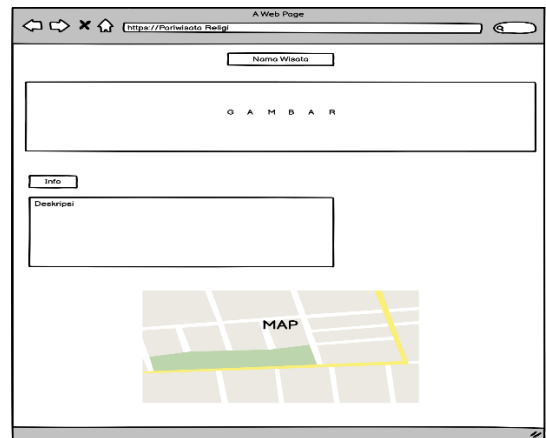 A Web Page
https://Pariwisata Religi
Nama Wisata
G A M B A R
Info
Deskripsi
MAP